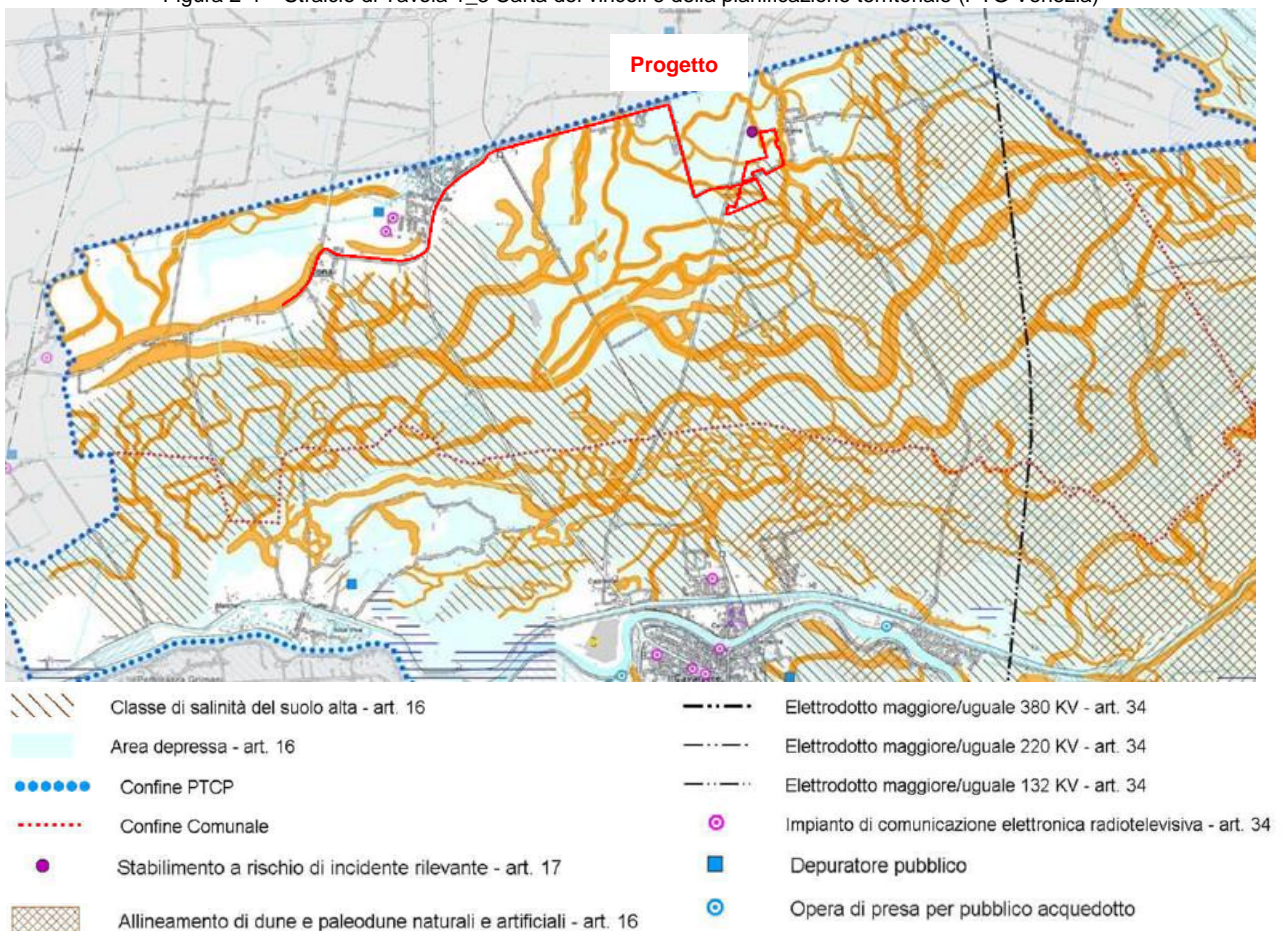 Progetto
Classe di salinità del suolo alta - art. 16
Area depressa - art. 16
Confine PTCP
Confine Comunale
Stabilimento a rischio di incidente rilevante - art. 17
Allineamento di dune e paleodune naturali e artificiali - art. 16
Elettrodotto maggiore/uguale 380 KV - art. 34
Elettrodotto maggiore/uguale 220 KV - art. 34
Elettrodotto maggiore/uguale 132 KV - art. 34
Impianto di comunicazione elettronica radiotelevisiva - art. 34
Depuratore pubblico
Opera di presa per pubblico acquedotto